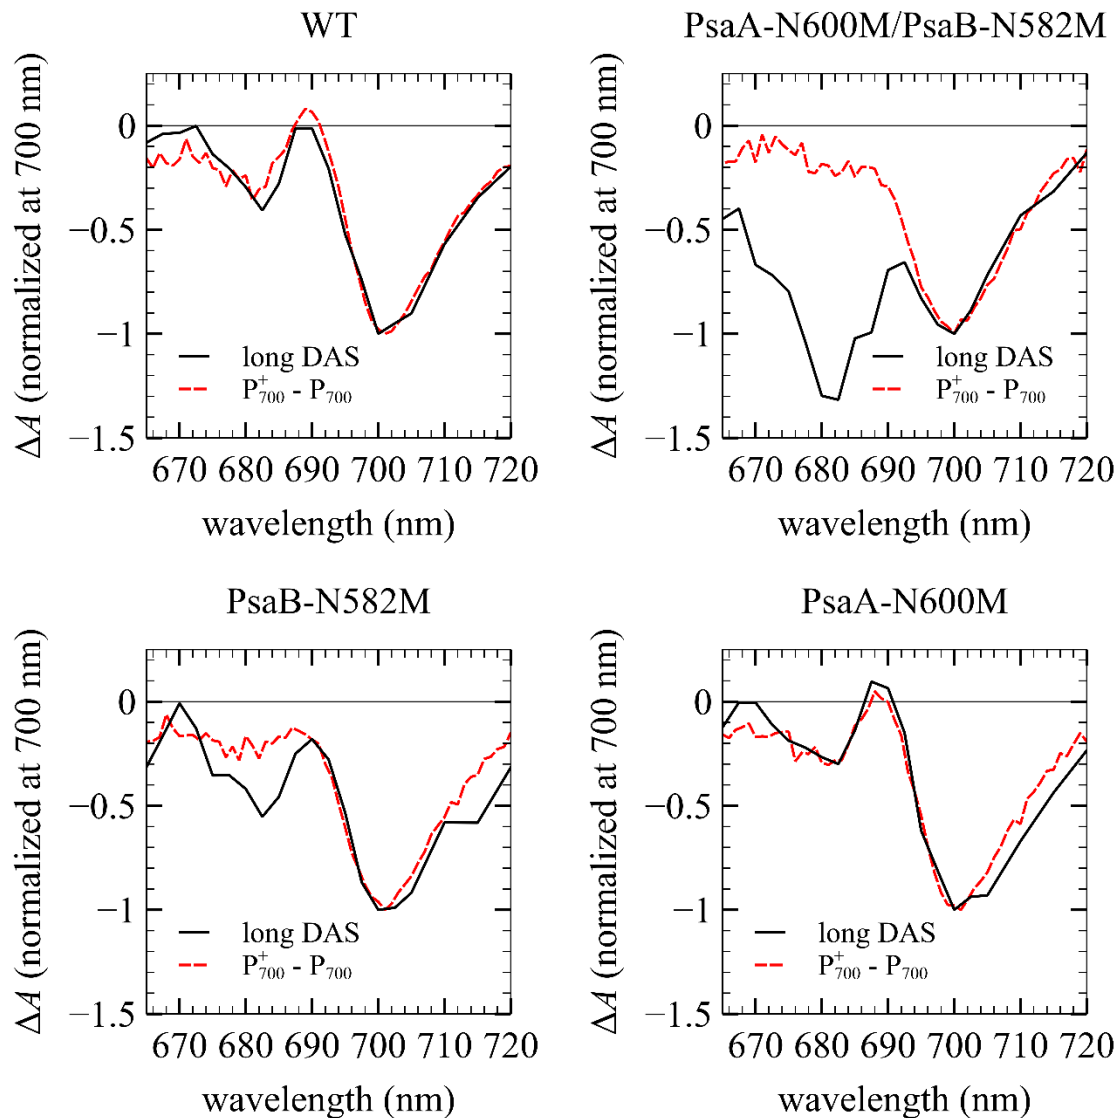 WT
ΔA (normalized at 700 nm)
0
−0.5
−1
−1.5
long DAS
P⁺₇₀₀ - P₇₀₀
670 680 690 700 710 720
wavelength (nm)
PsaA-N600M/PsaB-N582M
ΔA (normalized at 700 nm)
0
−0.5
−1
−1.5
long DAS
P⁺₇₀₀ - P₇₀₀
670 680 690 700 710 720
wavelength (nm)
PsaB-N582M
ΔA (normalized at 700 nm)
0
−0.5
−1
−1.5
long DAS
P⁺₇₀₀ - P₇₀₀
670 680 690 700 710 720
wavelength (nm)
PsaA-N600M
ΔA (normalized at 700 nm)
0
−0.5
−1
−1.5
long DAS
P⁺₇₀₀ - P₇₀₀
670 680 690 700 710 720
wavelength (nm)